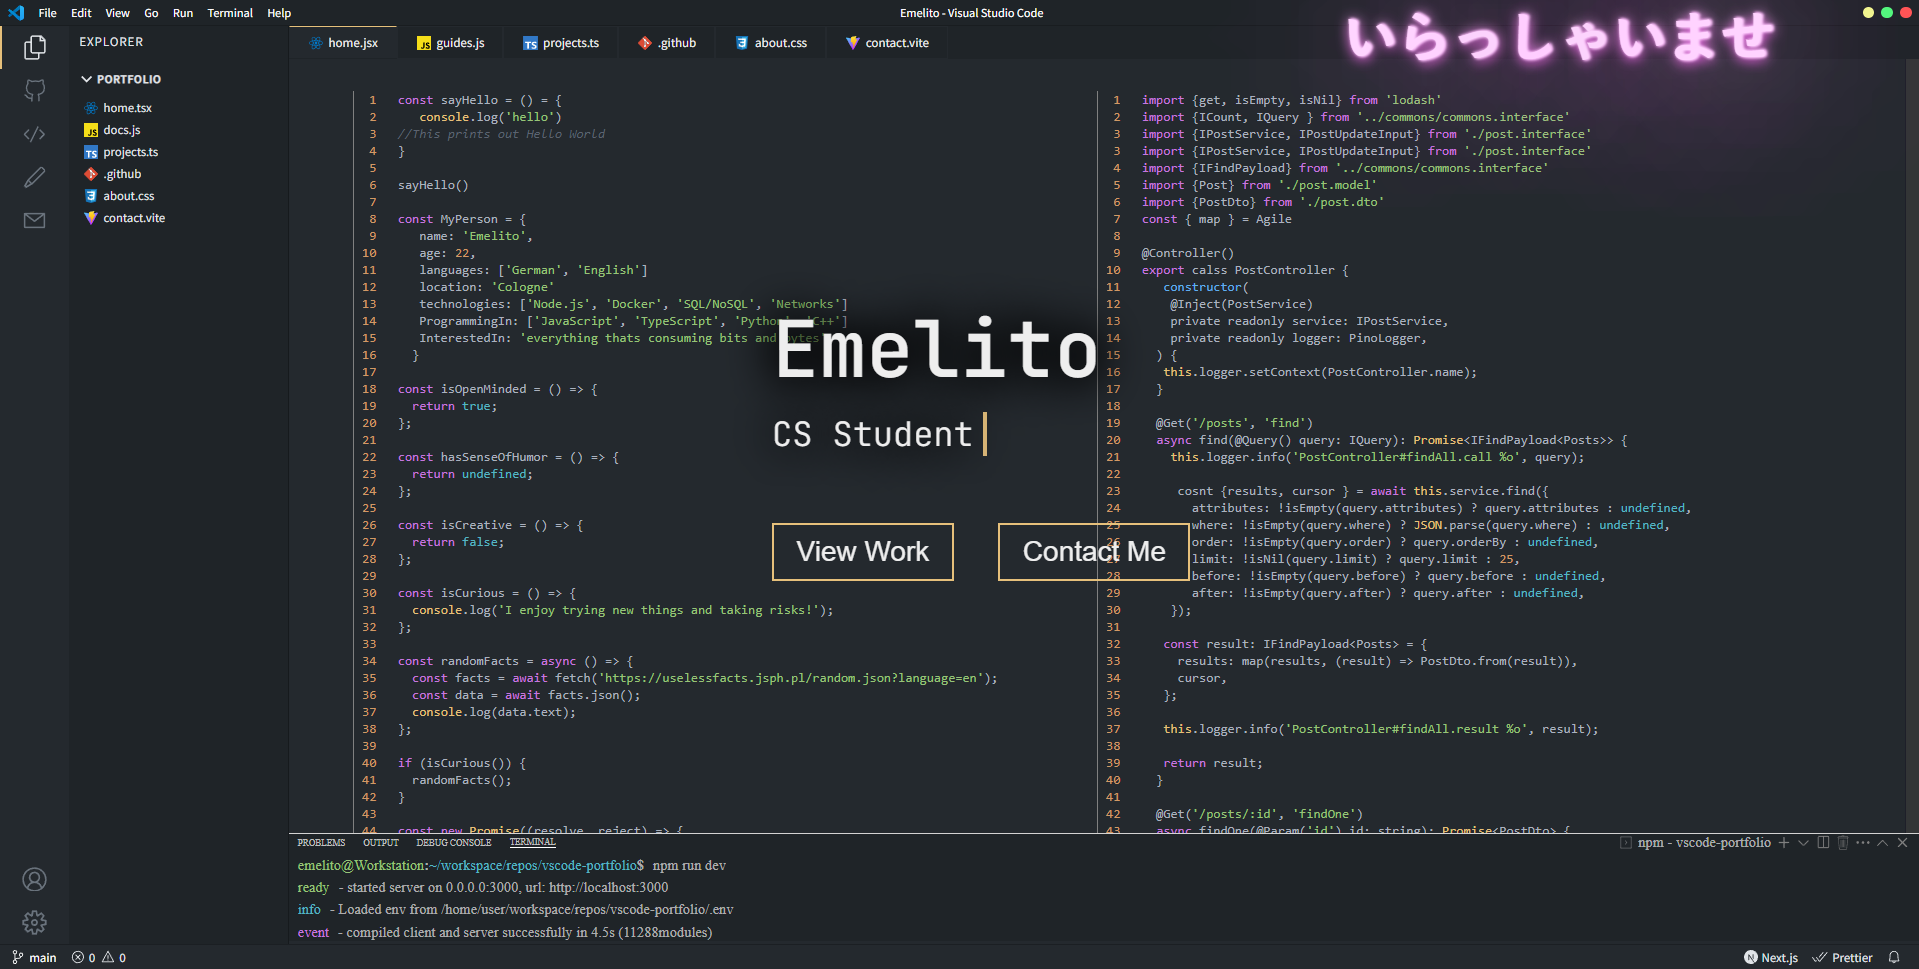 File Edit View Go Run Terminal Help
Emelito - Visual Studio Code
いらっしゃいませ
EXPLORER
PORTFOLIO
home.tsx
docs.js
projects.ts
.github
about.css
contact.vite
home.jsx guides.js projects.ts .github about.css contact.vite
1 const sayHello = () = {
2 console.log('hello')
3 //This prints out Hello World
4 }
5
6 sayHello()
7
8 const MyPerson = {
9 name: 'Emelito',
10 age: 22,
11 languages: ['German', 'English']
12 location: 'Cologne'
13 technologies: ['Node.js', 'Docker', 'SQL/NoSQL', 'Networks']
14 ProgrammingIn: ['JavaScript', 'TypeScript', 'Python', 'C++']
15 InterestedIn: 'everything thats consuming bits and bytes'
16 }
17
18 const isOpenMinded = () => {
19 return true;
20 };
21
22 const hasSenseOfHumor = () => {
23 return undefined;
24 };
25
26 const isCreative = () => {
27 return false;
28 };
29
30 const isCurious = () => {
31 console.log('I enjoy trying new things and taking risks!');
32 };
33
34 const randomFacts = async () => {
35 const facts = await fetch('https://uselessfacts.jsph.pl/random.json?language=en');
36 const data = await facts.json();
37 console.log(data.text);
38 };
39
40 if (isCurious()) {
41 randomFacts();
42 }
43
44 const new Promise((resolve, reject) => {
Emelito
CS Student
View Work
Contact Me
1 import {get, isEmpty, isNil} from 'lodash'
2 import {ICount, IQuery } from '../commons/commons.interface'
3 import {IPostService, IPostUpdateInput} from './post.interface'
3 import {IPostService, IPostUpdateInput} from './post.interface'
4 import {IFindPayload} from '../commons/commons.interface'
5 import {Post} from './post.model'
6 import {PostDto} from './post.dto'
7 const { map } = Agile
8
9 @Controller()
10 export calss PostController {
11 constructor(
12 @Inject(PostService)
13 private readonly service: IPostService,
14 private readonly logger: PinoLogger,
15 ) {
16 this.logger.setContext(PostController.name);
17 }
18
19 @Get('/posts', 'find')
20 async find(@Query() query: IQuery): Promise<IFindPayload<Posts>> {
21 this.logger.info('PostController#findAll.call %o', query);
22
23 cosnt {results, cursor } = await this.service.find({
24 attributes: !isEmpty(query.attributes) ? query.attributes : undefined,
25 where: !isEmpty(query.where) ? JSON.parse(query.where) : undefined,
26 order: !isEmpty(query.order) ? query.orderBy : undefined,
27 limit: !isNil(query.limit) ? query.limit : 25,
28 before: !isEmpty(query.before) ? query.before : undefined,
29 after: !isEmpty(query.after) ? query.after : undefined,
30 });
31
32 const result: IFindPayload<Posts> = {
33 results: map(results, (result) => PostDto.from(result)),
34 cursor,
35 };
36
37 this.logger.info('PostController#findAll.result %o', result);
38
39 return result;
40 }
41
42 @Get('/posts/:id', 'findOne')
43 async findOne(@Param('id') id: string): Promise<PostDto> {
PROBLEMS OUTPUT DEBUG CONSOLE TERMINAL
npm - vscode-portfolio
emelito@Workstation:~/workspace/repos/vscode-portfolio$ npm run dev
ready - started server on 0.0.0.0:3000, url: http://localhost:3000
info - Loaded env from /home/user/workspace/repos/vscode-portfolio/.env
event - compiled client and server successfully in 4.5s (11288modules)
main 0 0
Next.js Prettier